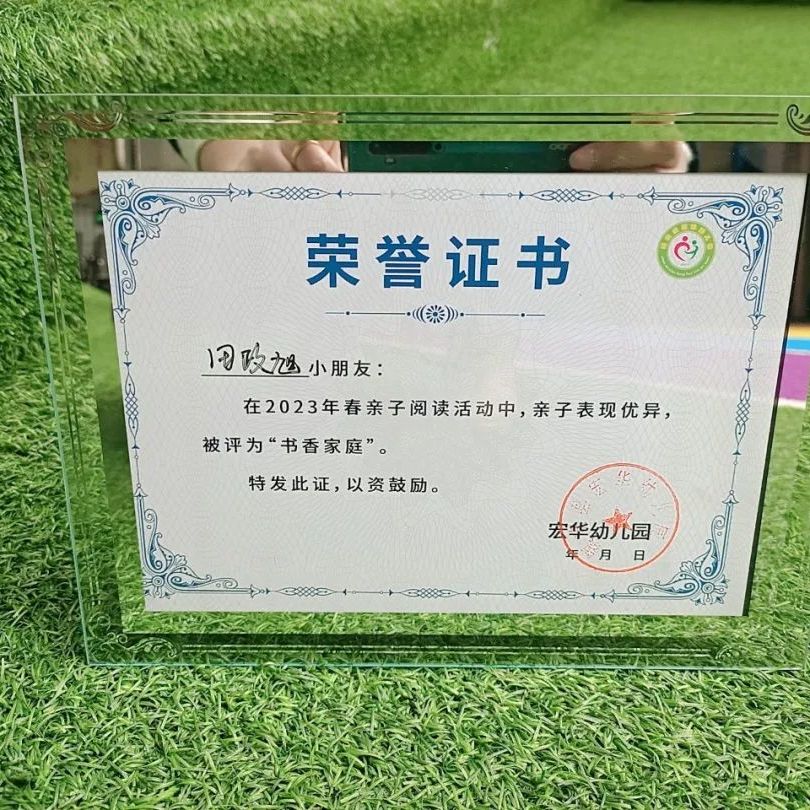 荣誉证书
田政旭小朋友：
在2023年春亲子阅读活动中，亲子表现优异，
被评为“书香家庭”。
特发此证，以资鼓励。
宏华幼儿园
年 月 日